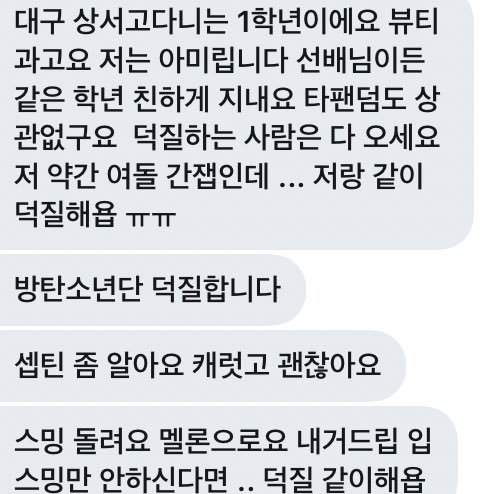 대구 상서고다니는 1학년이에요 뷰티
과고요 저는 아미립니다 선배님이든
같은 학년 친하게 지내요 타팬덤도 상
관없구요  덕질하는 사람은 다 오세요
저 약간 여돌 간잽인데 ... 저랑 같이
덕질해욥 ㅠㅠ
방탄소년단 덕질합니다
셉틴 좀 알아요 캐럿고 괜찮아요
스밍 돌려요 멜론으로요 내거드립 입
스밍만 안하신다면 .. 덕질 같이해욥